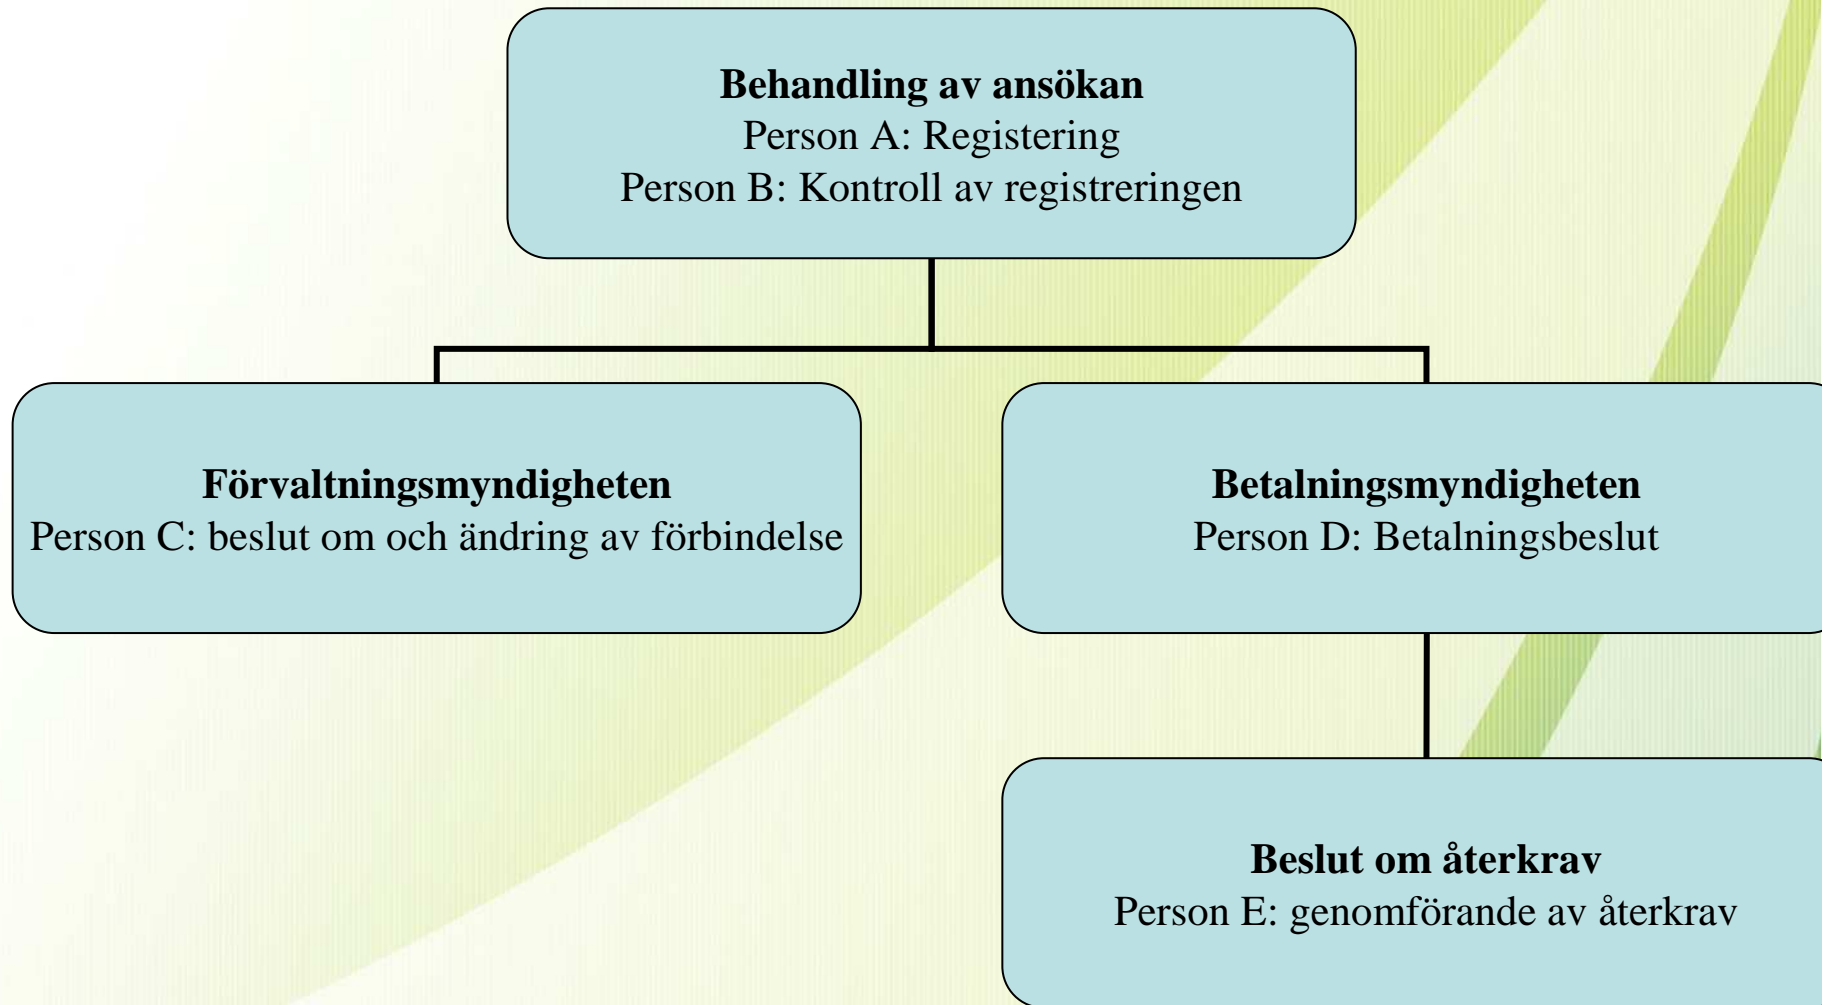 Behandling av ansökan
Person A: Registering
Person B: Kontroll av registreringen
Förvaltningsmyndigheten
Person C: beslut om och ändring av förbindelse
Betalningsmyndigheten
Person D: Betalningsbeslut
Beslut om återkrav
Person E: genomförande av återkrav